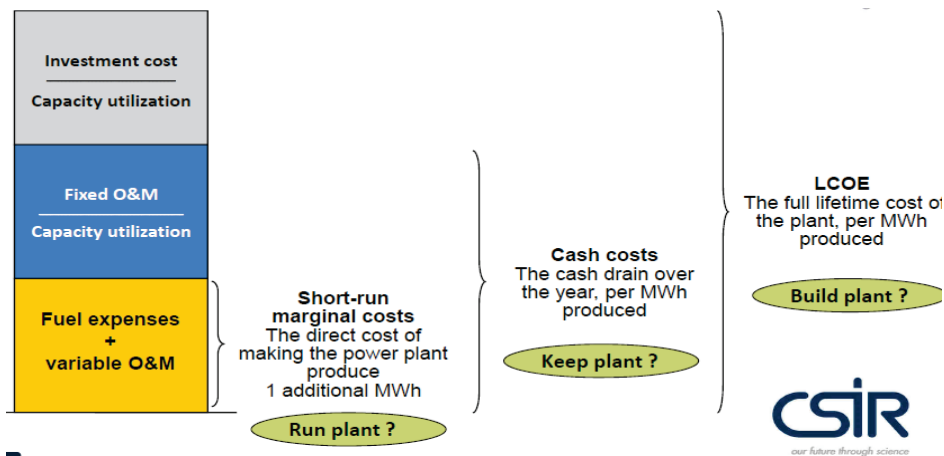 Investment cost
Capacity utilization
Fixed O&M
Capacity utilization
Fuel expenses
+
variable O&M
Short-run
marginal costs
The direct cost of
making the power plant
produce
1 additional MWh
Run plant ?
Cash costs
The cash drain over
the year, per MWh
produced
Keep plant ?
LCOE
The full lifetime cost of
the plant, per MWh
produced
Build plant ?
CSIR
our future through science